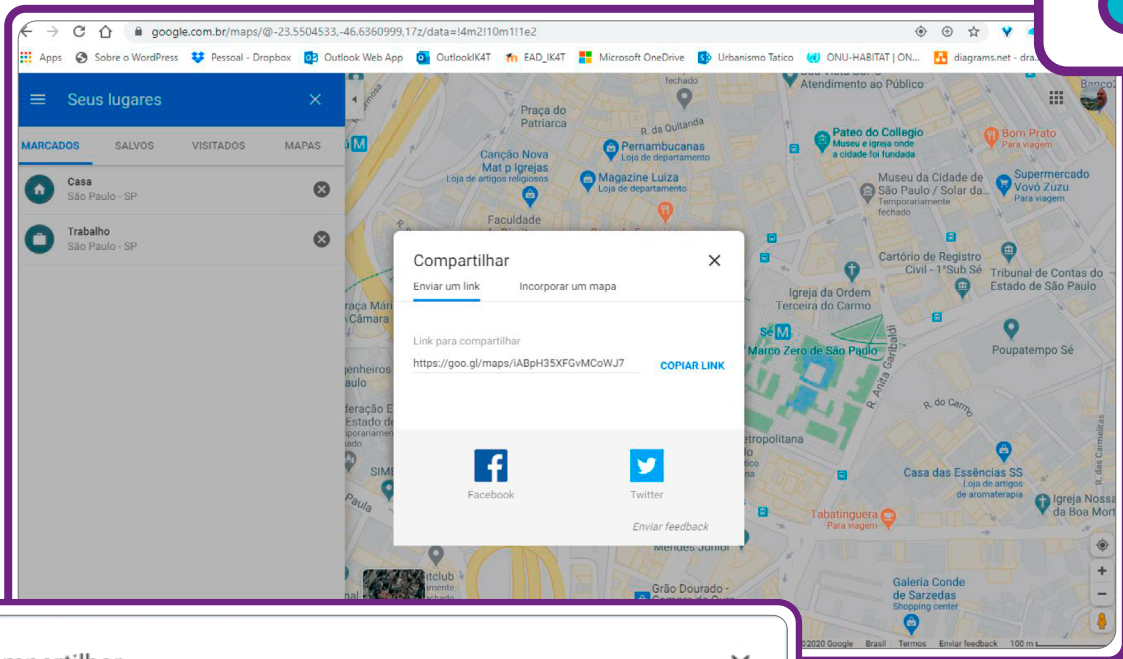 google.com.br/maps/@-23.5504533,-46.6360999,17z/data=!4m2!10m1!1e2
Apps Sobre o WordPress Pessoal - Dropbox Outlook Web App OutlookIK4T EAD_IK4T Microsoft OneDrive Urbanismo Tatico ONU-HABITAT | ON... diagrams.net - dra...
Seus lugares
MARCADOS SALVOS VISITADOS MAPAS
Casa
São Paulo - SP
Trabalho
São Paulo - SP
fechado
Atendimento ao Público
Praça do
Patriarca
R. da Quitanda
Pernambucanas
Loja de departamento
Canção Nova
Mat p Igrejas
Loja de artigos religiosos
Magazine Luiza
Loja de departamento
Faculdade
Pateo do Collegio
Museu e igreja onde
a cidade foi fundada
Bom Prato
Para viagem
Museu da Cidade de
São Paulo / Solar da...
Temporariamente
fechado
Supermercado
Vovó Zuzu
Para viagem
Cartório de Registro
Civil - 1°Sub Sé
Tribunal de Contas do
Estado de São Paulo
Igreja da Ordem
Terceira do Carmo
Sé
Marco Zero de São Paulo
R. Anita Garibaldi
Poupatempo Sé
R. do Carmo
R. das Carmelitas
Casa das Essências SS
Loja de artigos
de aromaterapia
Igreja Nossa
da Boa Mort
Tabatinguera
Para viagem
Galeria Conde
de Sarzedas
Shopping center
Compartilhar
Enviar um link Incorporar um mapa
Link para compartilhar
https://goo.gl/maps/iABpH35XFGvMCoWJ7 COPIAR LINK
Facebook Twitter
Enviar feedback
Mendes Júnior
Grão Dourado -
©2020 Google Brasil Termos Enviar feedback 100 m